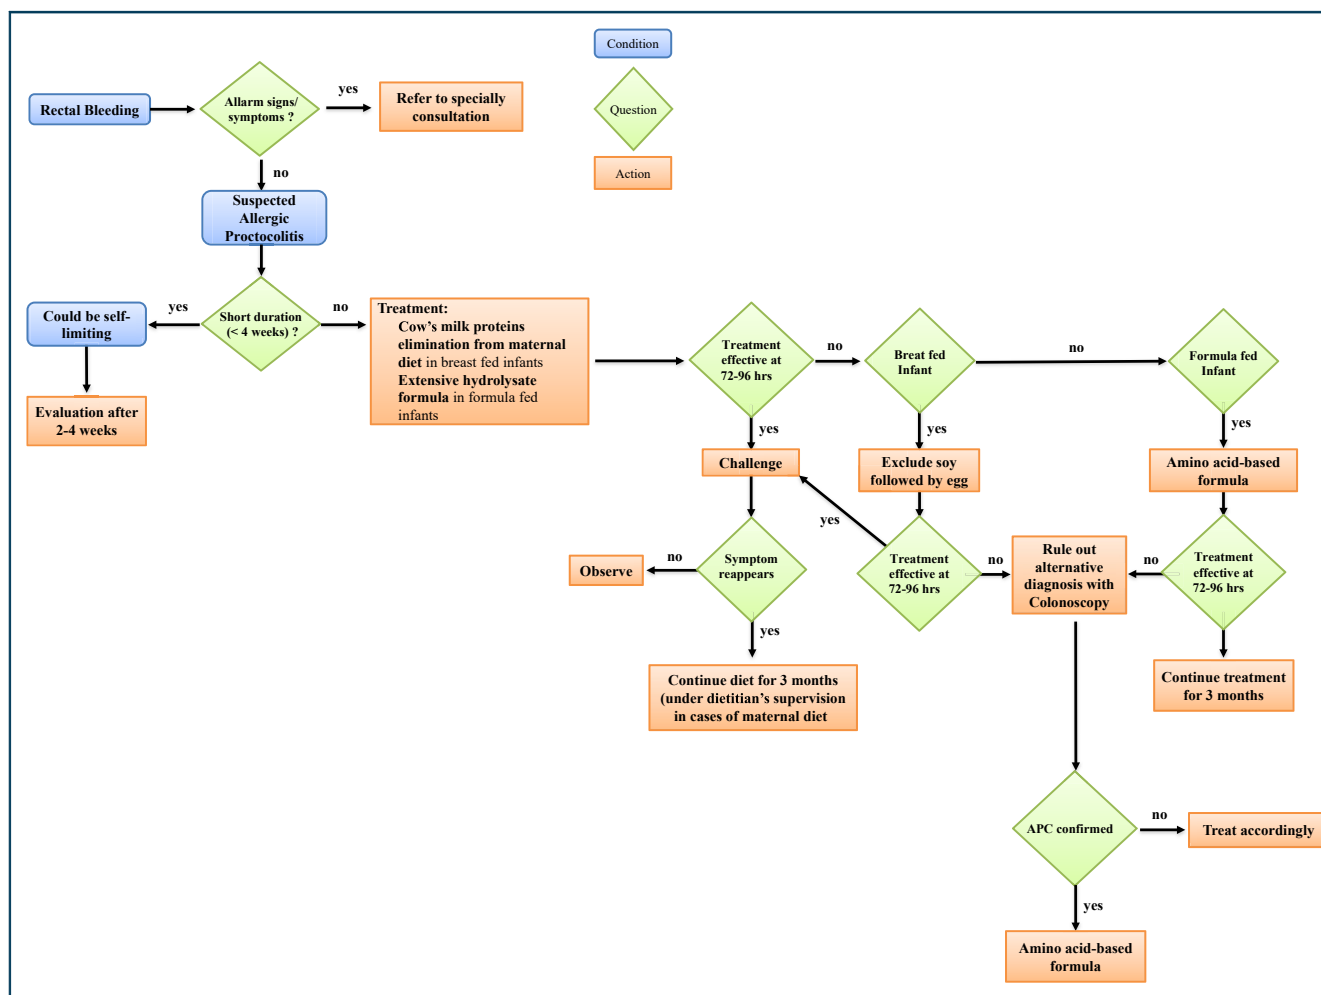 Condition
Question
Action
Rectal Bleeding
Allarm signs/
symptoms ?
yes
Refer to specially
consultation
no
Suspected
Allergic
Proctocolitis
Short duration
(< 4 weeks) ?
yes
Could be self-
limiting
Evaluation after
2-4 weeks
no
Treatment:
Cow's milk proteins
elimination from maternal
diet in breast fed infants
Extensive hydrolysate
formula in formula fed
infants
Treatment
effective at
72-96 hrs
no
Breat fed
Infant
no
Formula fed
Infant
yes
Challenge
yes
Exclude soy
followed by egg
yes
Amino acid-based
formula
yes
Symptom
reappears
no
Observe
yes
Continue diet for 3 months
(under dietitian's supervision
in cases of maternal diet
Treatment
effective at
72-96 hrs
no
Rule out
alternative
diagnosis with
Colonoscopy
no
Treatment
effective at
72-96 hrs
Continue treatment
for 3 months
APC confirmed
no
Treat accordingly
yes
Amino acid-based
formula